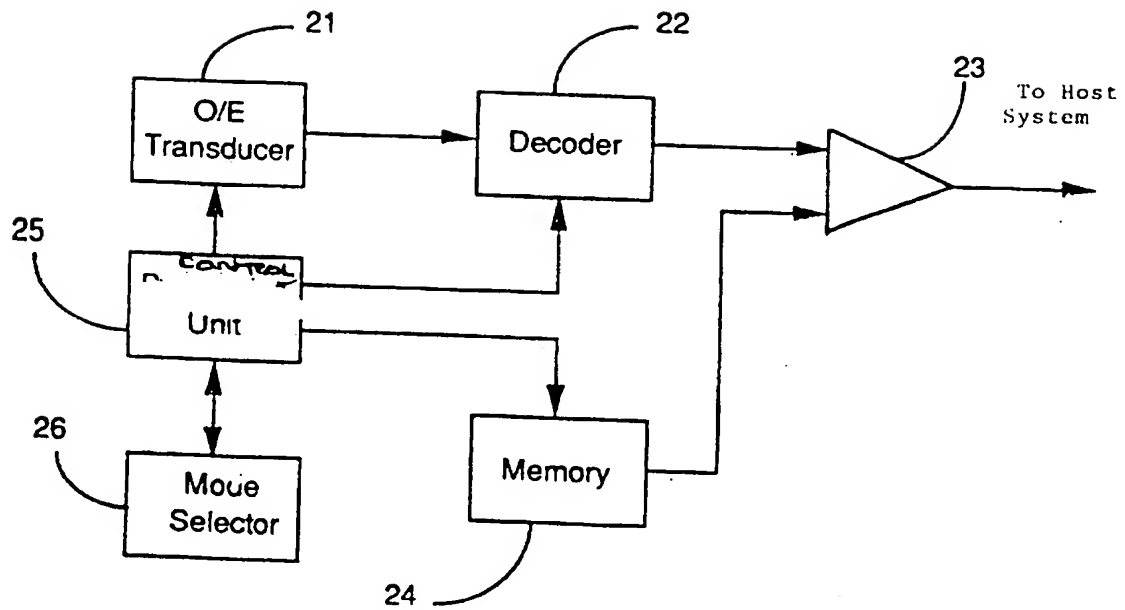 21
22
23
To Host
System
O/E
Transducer
Decoder
25
CONTROL
Unit
26
Mode
Selector
Memory
24